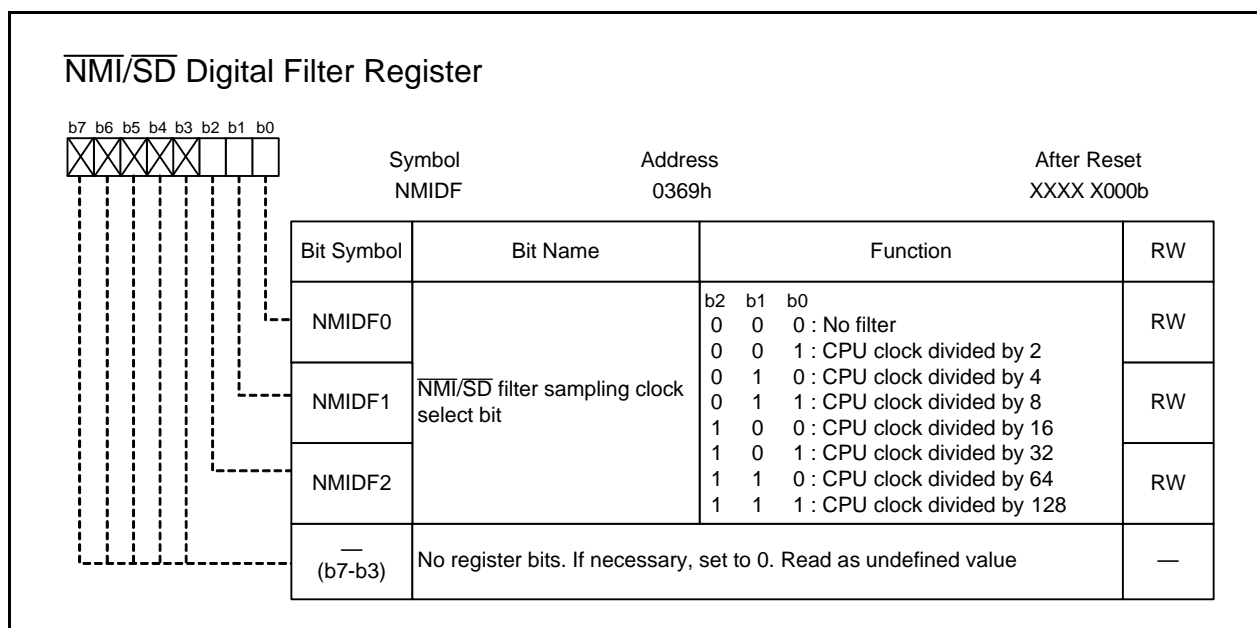 NMI/SD Digital Filter Register
b7 b6 b5 b4 b3 b2 b1 b0
Symbol Address After Reset
NMIDF 0369h XXXX X000b
Bit Symbol Bit Name Function RW
NMIDF0 RW
NMIDF1 RW
NMIDF2 RW
NMI/SD filter sampling clock
select bit
b2 b1 b0
0 0 0 : No filter
0 0 1 : CPU clock divided by 2
0 1 0 : CPU clock divided by 4
0 1 1 : CPU clock divided by 8
1 0 0 : CPU clock divided by 16
1 0 1 : CPU clock divided by 32
1 1 0 : CPU clock divided by 64
1 1 1 : CPU clock divided by 128
—
(b7-b3) No register bits. If necessary, set to 0. Read as undefined value —